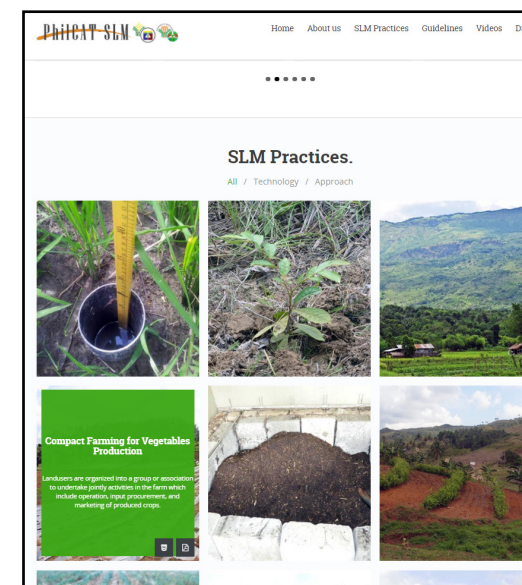 PhilCAT-SLM
Home About us SLM Practices Guidelines Videos
SLM Practices.
All / Technology / Approach
Compact Farming for Vegetables
Production
Landusers are organized into a group or association
to undertake jointly activities in the farm which
include operation, input procurement, and
marketing of produced crops.